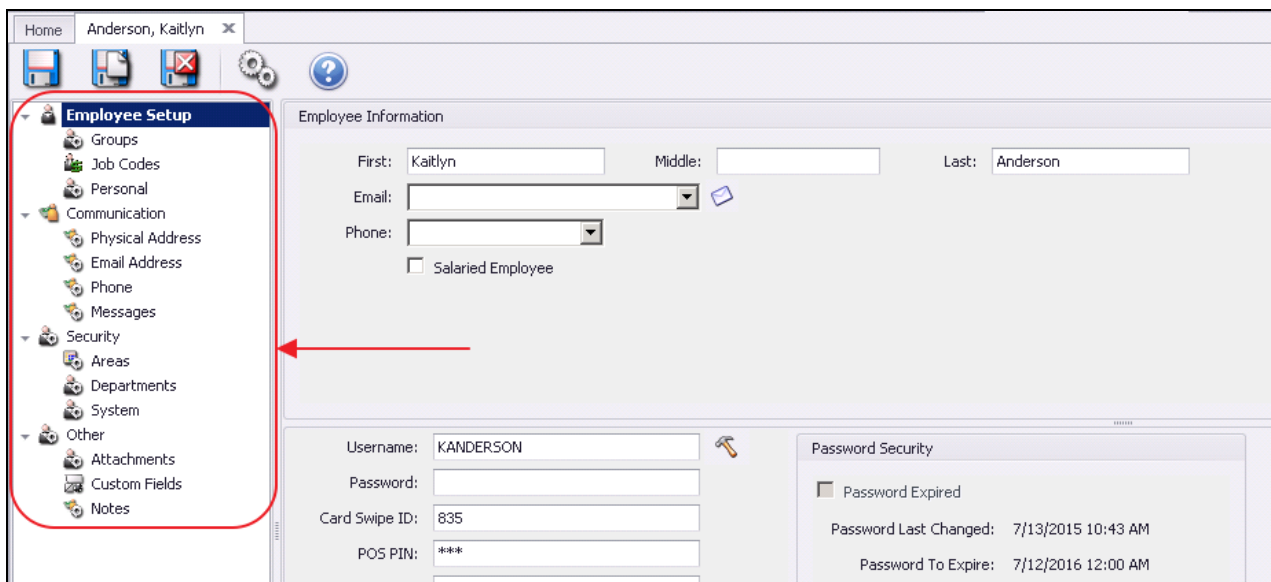 Home
Anderson, Kaitlyn
Employee Setup
Groups
Job Codes
Personal
Communication
Physical Address
Email Address
Phone
Messages
Security
Areas
Departments
System
Other
Attachments
Custom Fields
Notes
Employee Information
First: Kaitlyn Middle: Last: Anderson
Email:
Phone:
Salaried Employee
Username: KANDERSON
Password:
Card Swipe ID: 835
POS PIN: ***
Password Security
Password Expired
Password Last Changed: 7/13/2015 10:43 AM
Password To Expire: 7/12/2016 12:00 AM